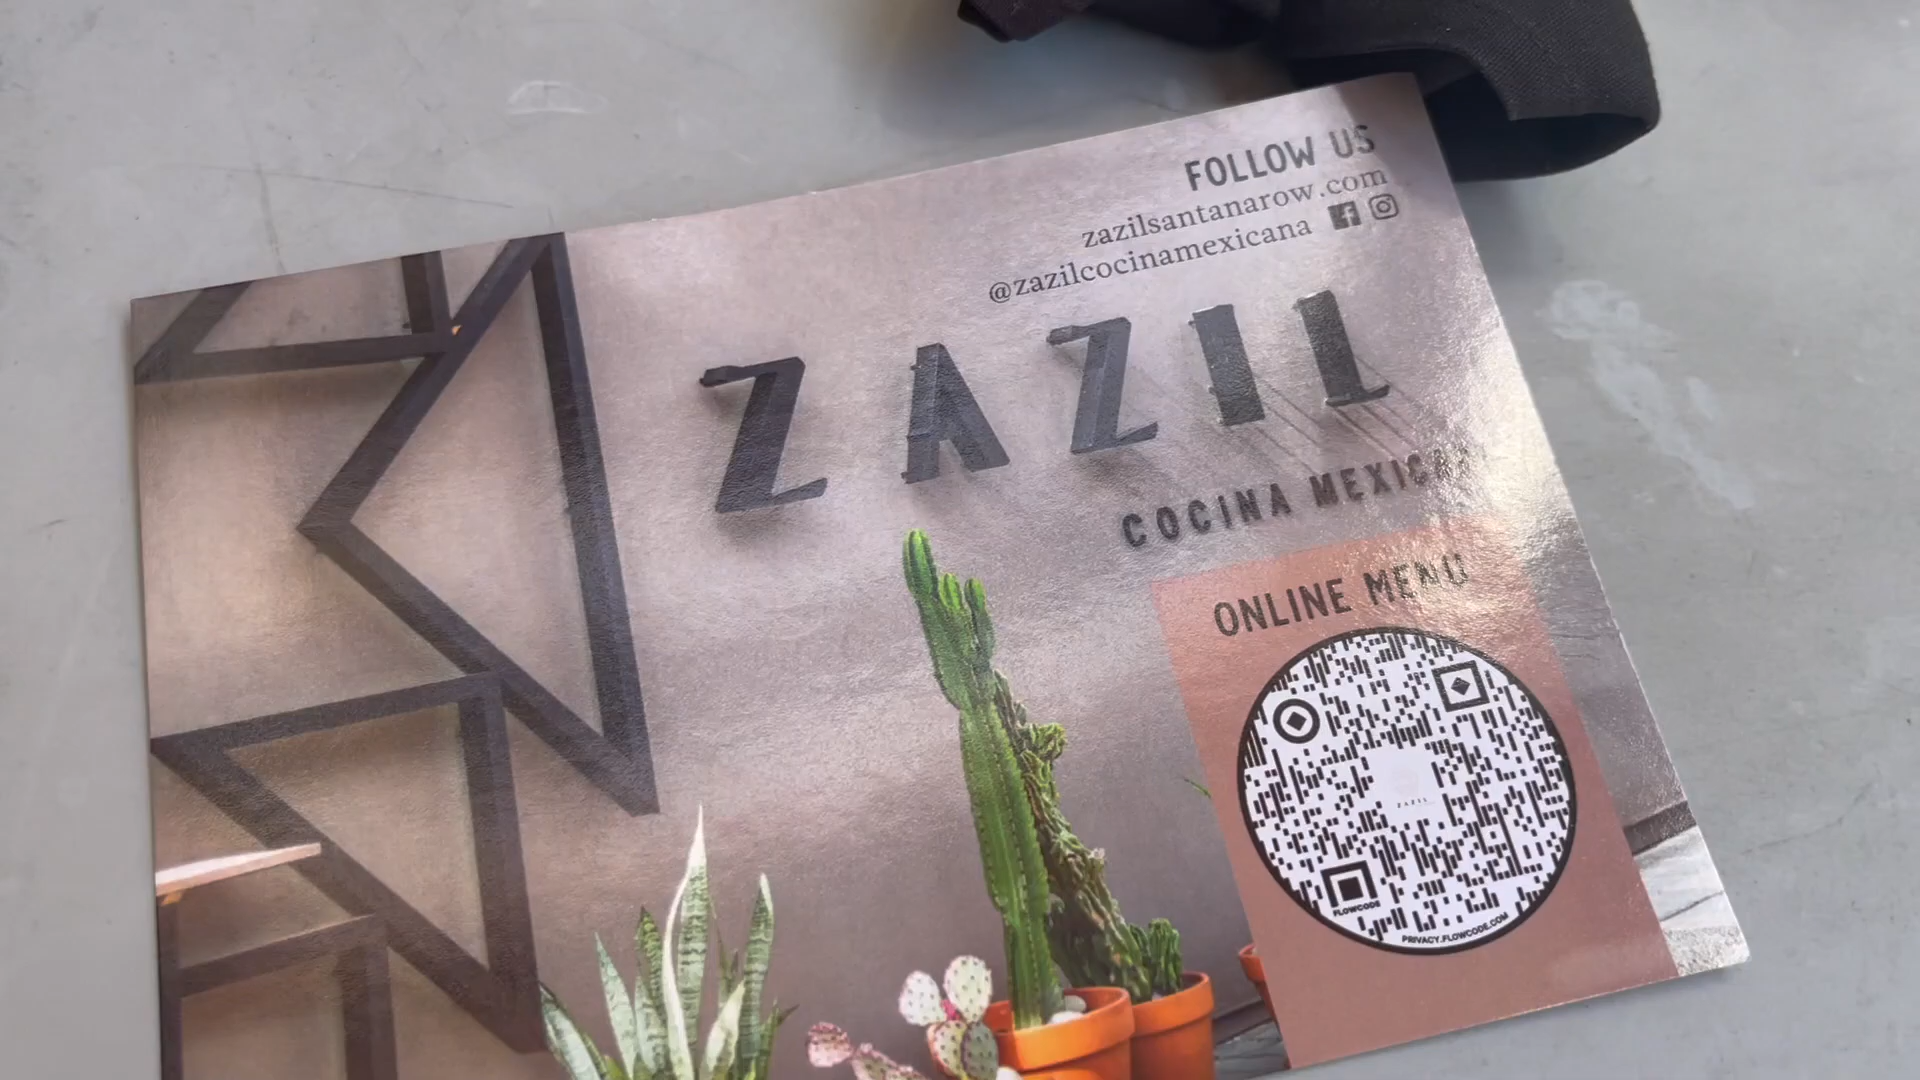 FOLLOW US
zazilsantanarow.com
@zazilcocinamexicana
ZAZIL
COCINA MEXICANA
ONLINE MENU
ZAZIL
FLOWCODE
PRIVACY.FLOWCODE.COM